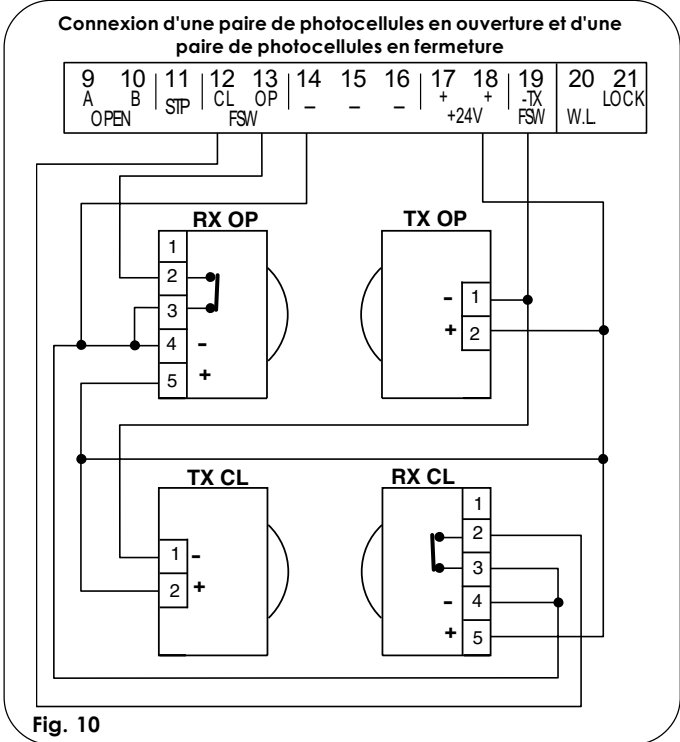 Connexion d'une paire de photocellules en ouverture et d'une
paire de photocellules en fermeture
9 10 11 12 13 14 15 16 17 18 19 20 21
A B STP CL OP _ _ _ + + -TX LOCK
OPEN FSW +24V FSW W.L.
RX OP TX OP
1
2
3
4 -
5 +
- 1
+ 2
TX CL RX CL
1 -
2 +
1
2
3
- 4
+ 5
Fig. 10